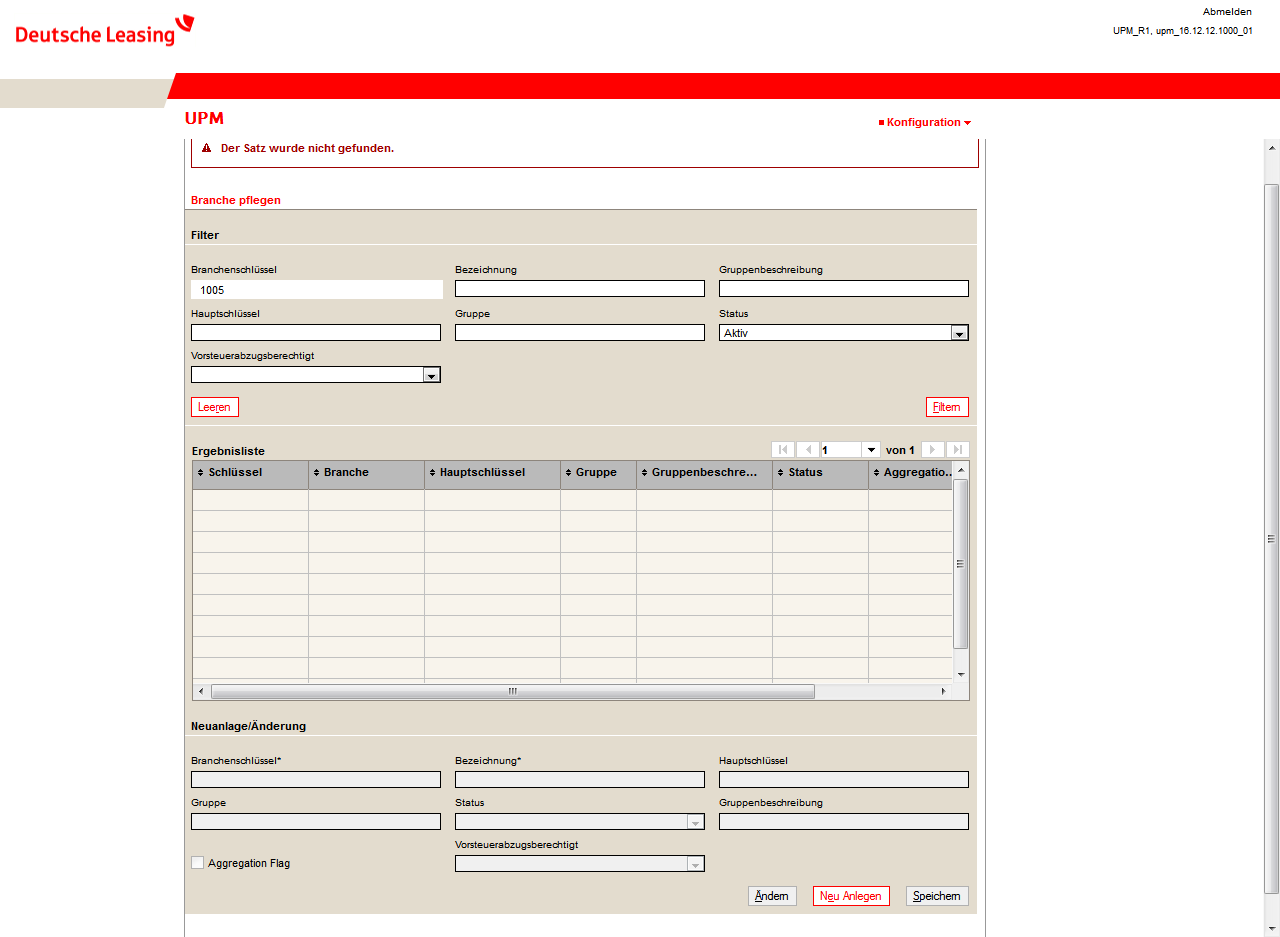 Deutsche Leasing
Abmelden
UPM_R1, upm_16.12.12.1000_01
UPM
Konfiguration
Der Satz wurde nicht gefunden.
Branche pflegen
Filter
Branchenschlüssel Bezeichnung Gruppenbeschreibung
1005
Hauptschlüssel Gruppe Status
Aktiv
Vorsteuerabzugsberechtigt
Leeren Filtern
Ergebnisliste 1 von 1
Schlüssel Branche Hauptschlüssel Gruppe Gruppenbeschre... Status Aggregatio..
Neuanlage/Änderung
Branchenschlüssel* Bezeichnung* Hauptschlüssel
Gruppe Status Gruppenbeschreibung
Vorsteuerabzugsberechtigt
Aggregation Flag
Ändern Neu Anlegen Speichern